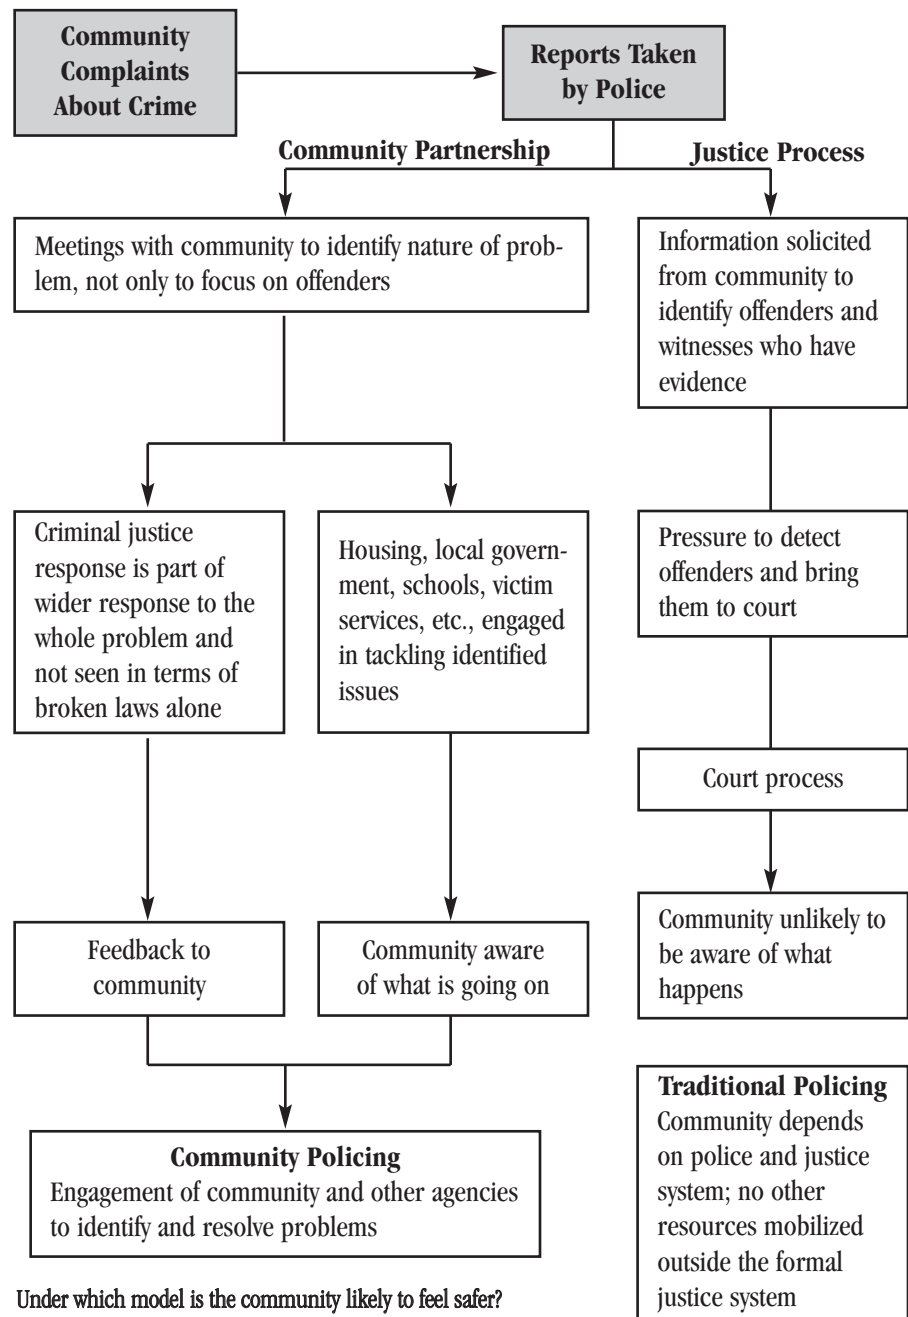 Community
Complaints
About Crime
Reports Taken
by Police
Community Partnership
Justice Process
Meetings with community to identify nature of prob-
lem, not only to focus on offenders
Information solicited
from community to
identify offenders and
witnesses who have
evidence
Criminal justice
response is part of
wider response to the
whole problem and
not seen in terms of
broken laws alone
Housing, local govern-
ment, schools, victim
services, etc., engaged
in tackling identified
issues
Pressure to detect
offenders and bring
them to court
Court process
Feedback to
community
Community aware
of what is going on
Community unlikely to
be aware of what
happens
Community Policing
Engagement of community and other agencies
to identify and resolve problems
Traditional Policing
Community depends
on police and justice
system; no other
resources mobilized
outside the formal
justice system
Under which model is the community likely to feel safer?